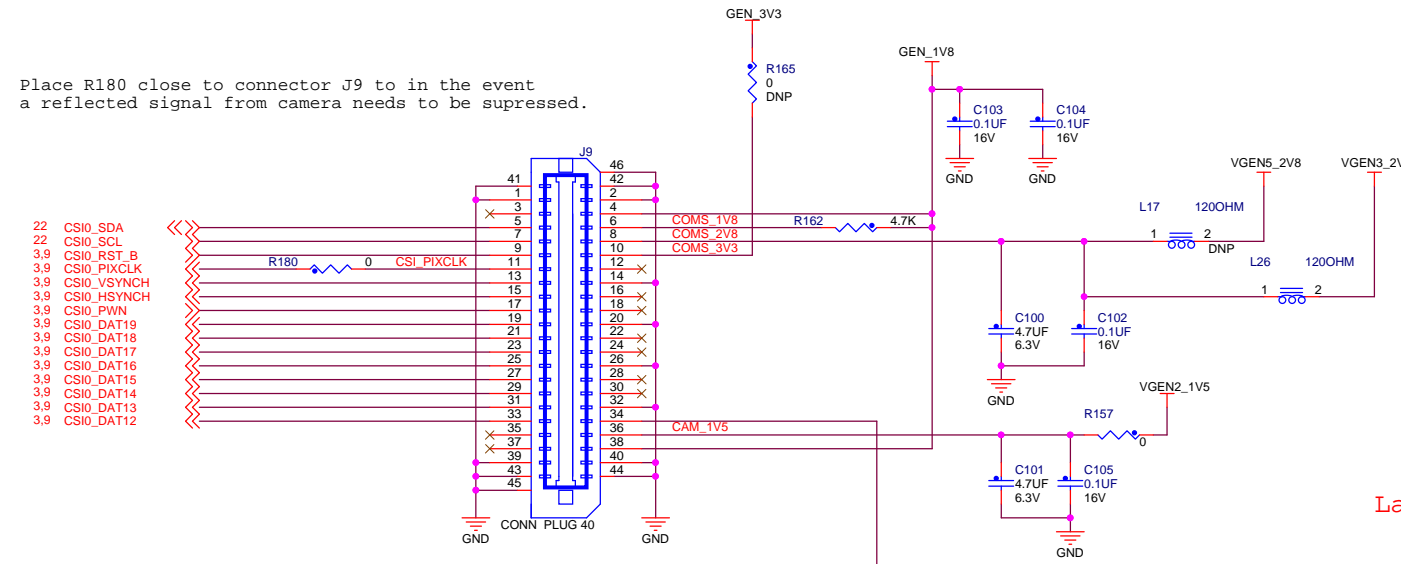 GEN_3V3
GEN_1V8
Place R180 close to connector J9 to in the event
a reflected signal from camera needs to be supressed.
R165
0
DNP
C103
0.1UF
16V
C104
0.1UF
16V
GND
GND
VGEN5_2V8
VGEN3_2V
J9
L17 120OHM
1 2
DNP
L26 120OHM
1 2
41 46
1 42
3 2
5 4
7 6
9 8
11 10
13 12
15 14
17 16
19 18
21 20
23 22
25 24
27 26
29 28
31 30
33 32
35 34
37 36
39 38
43 40
45 44
COMS_1V8
COMS_2V8
COMS_3V3
R162 4.7K
22 CSI0_SDA
22 CSI0_SCL
3,9 CSI0_RST_B
3,9 CSI0_PIXCLK
3,9 CSI0_VSYNCH
3,9 CSI0_HSYNCH
3,9 CSI0_PWN
3,9 CSI0_DAT19
3,9 CSI0_DAT18
3,9 CSI0_DAT17
3,9 CSI0_DAT16
3,9 CSI0_DAT15
3,9 CSI0_DAT14
3,9 CSI0_DAT13
3,9 CSI0_DAT12
R180 0 CSI_PIXCLK
C100
4.7UF
6.3V
C102
0.1UF
16V
GND
VGEN2_1V5
R157
0
CAM_1V5
C101
4.7UF
6.3V
C105
0.1UF
16V
GND
CONN PLUG 40
GND
GND
La